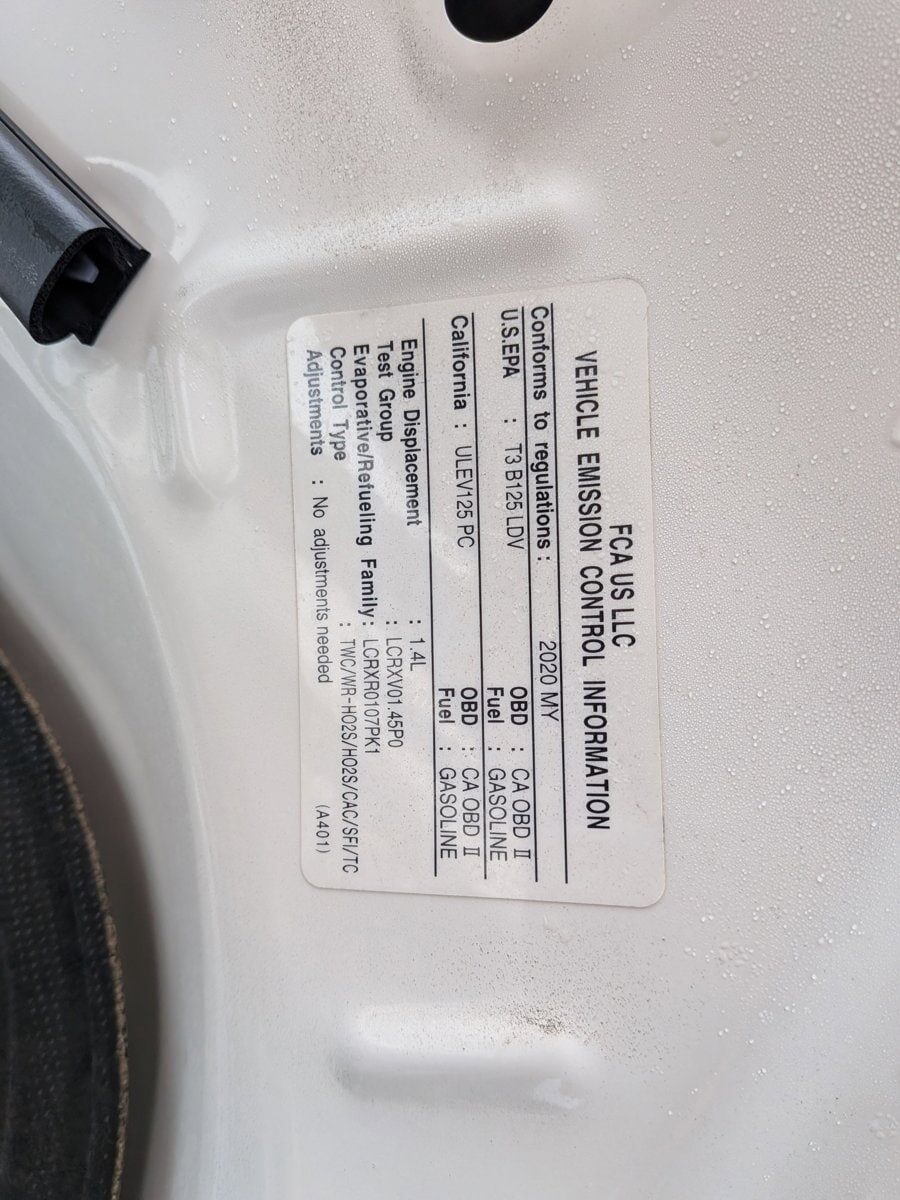 FCA US LLC
VEHICLE EMISSION CONTROL INFORMATION
Conforms to regulations : 2020 MY
U.S.EPA : T3 B125 LDV OBD : CA OBD II
Fuel : GASOLINE
California : ULEV125 PC OBD : CA OBD II
Fuel : GASOLINE
Engine Displacement : 1.4L
Test Group : LCRXV01.45P0
Evaporative/Refueling Family : LCRXR0107PK1
Control Type : TWC/WR-HO2S/HO2S/CAC/SFI/TC
Adjustments : No adjustments needed (A401)